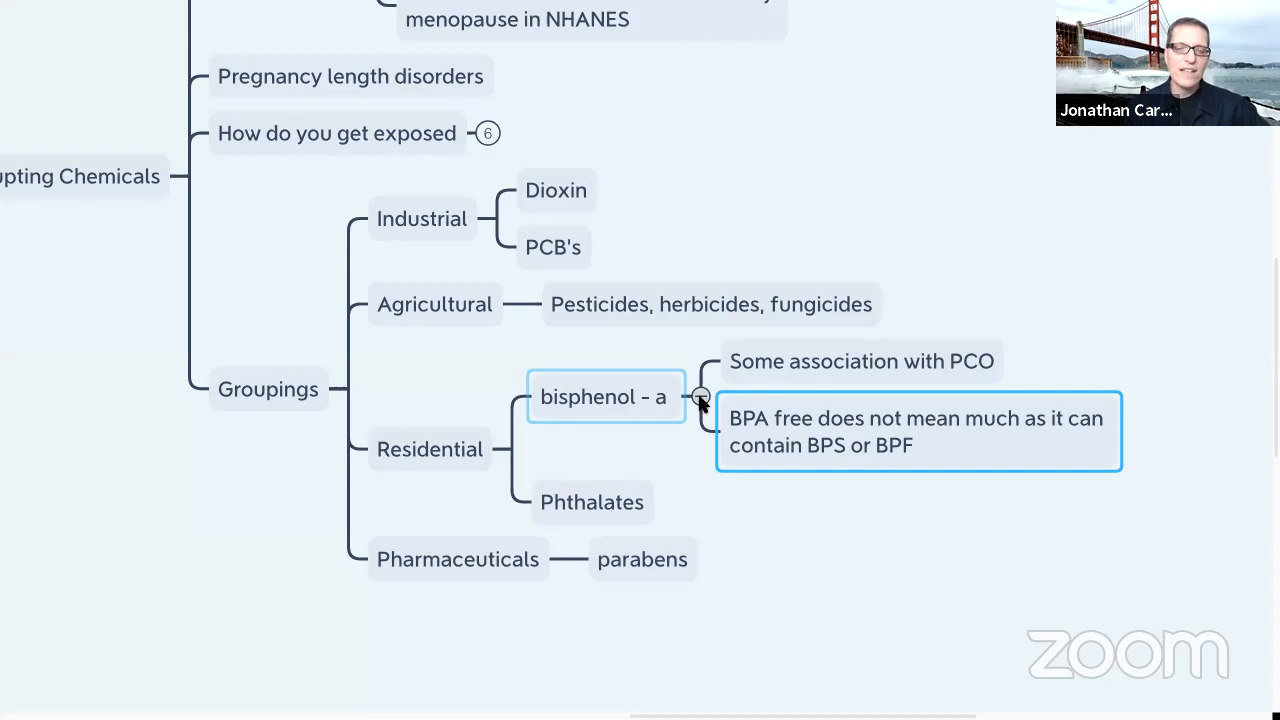 menopause in NHANES
Jonathan Car...
Pregnancy length disorders
How do you get exposed
6
upting Chemicals
Dioxin
Industrial
PCB's
Agricultural
Pesticides, herbicides, fungicides
Some association with PCO
Groupings
bisphenol - a
BPA free does not mean much as it can
contain BPS or BPF
Residential
Phthalates
Pharmaceuticals
parabens
zoom